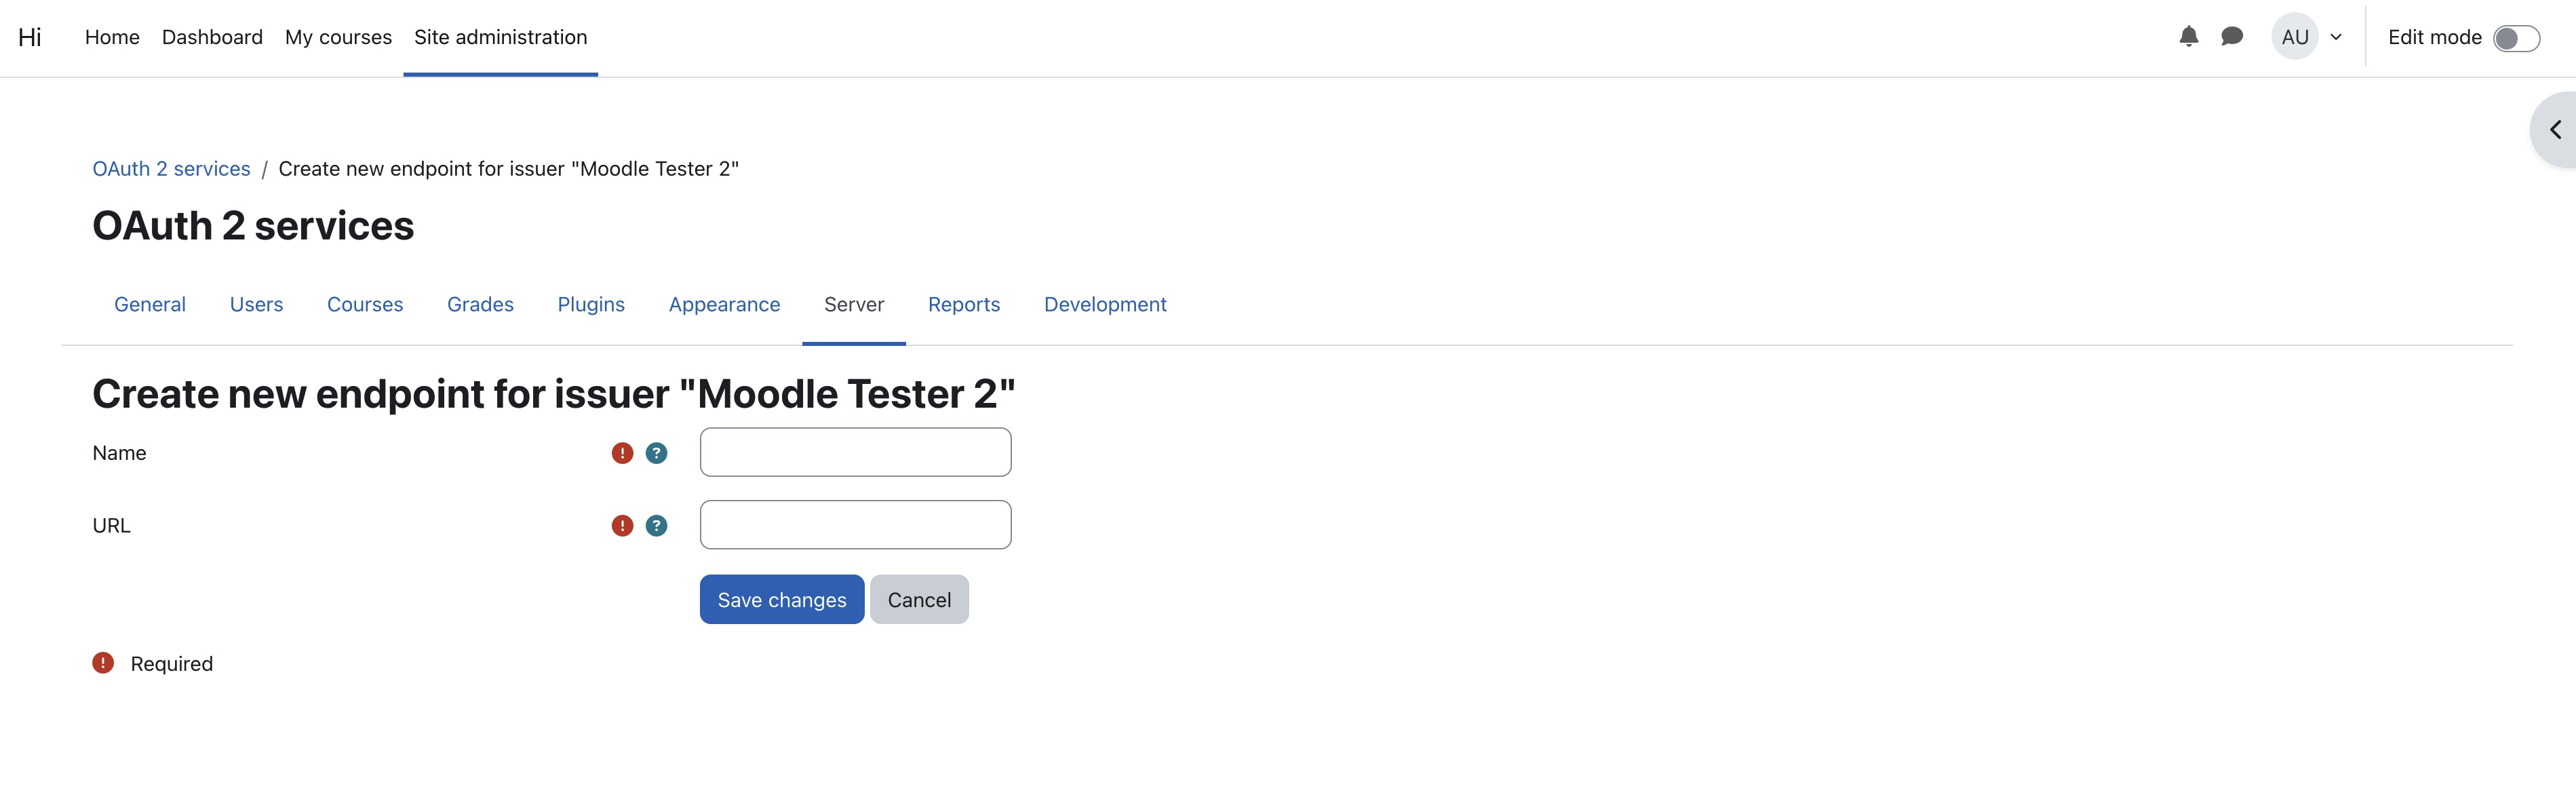 Hi Home Dashboard My courses Site administration AU Edit mode
OAuth 2 services / Create new endpoint for issuer "Moodle Tester 2"
OAuth 2 services
General Users Courses Grades Plugins Appearance Server Reports Development
Create new endpoint for issuer "Moodle Tester 2"
Name ! ?
URL ! ?
Save changes Cancel
! Required